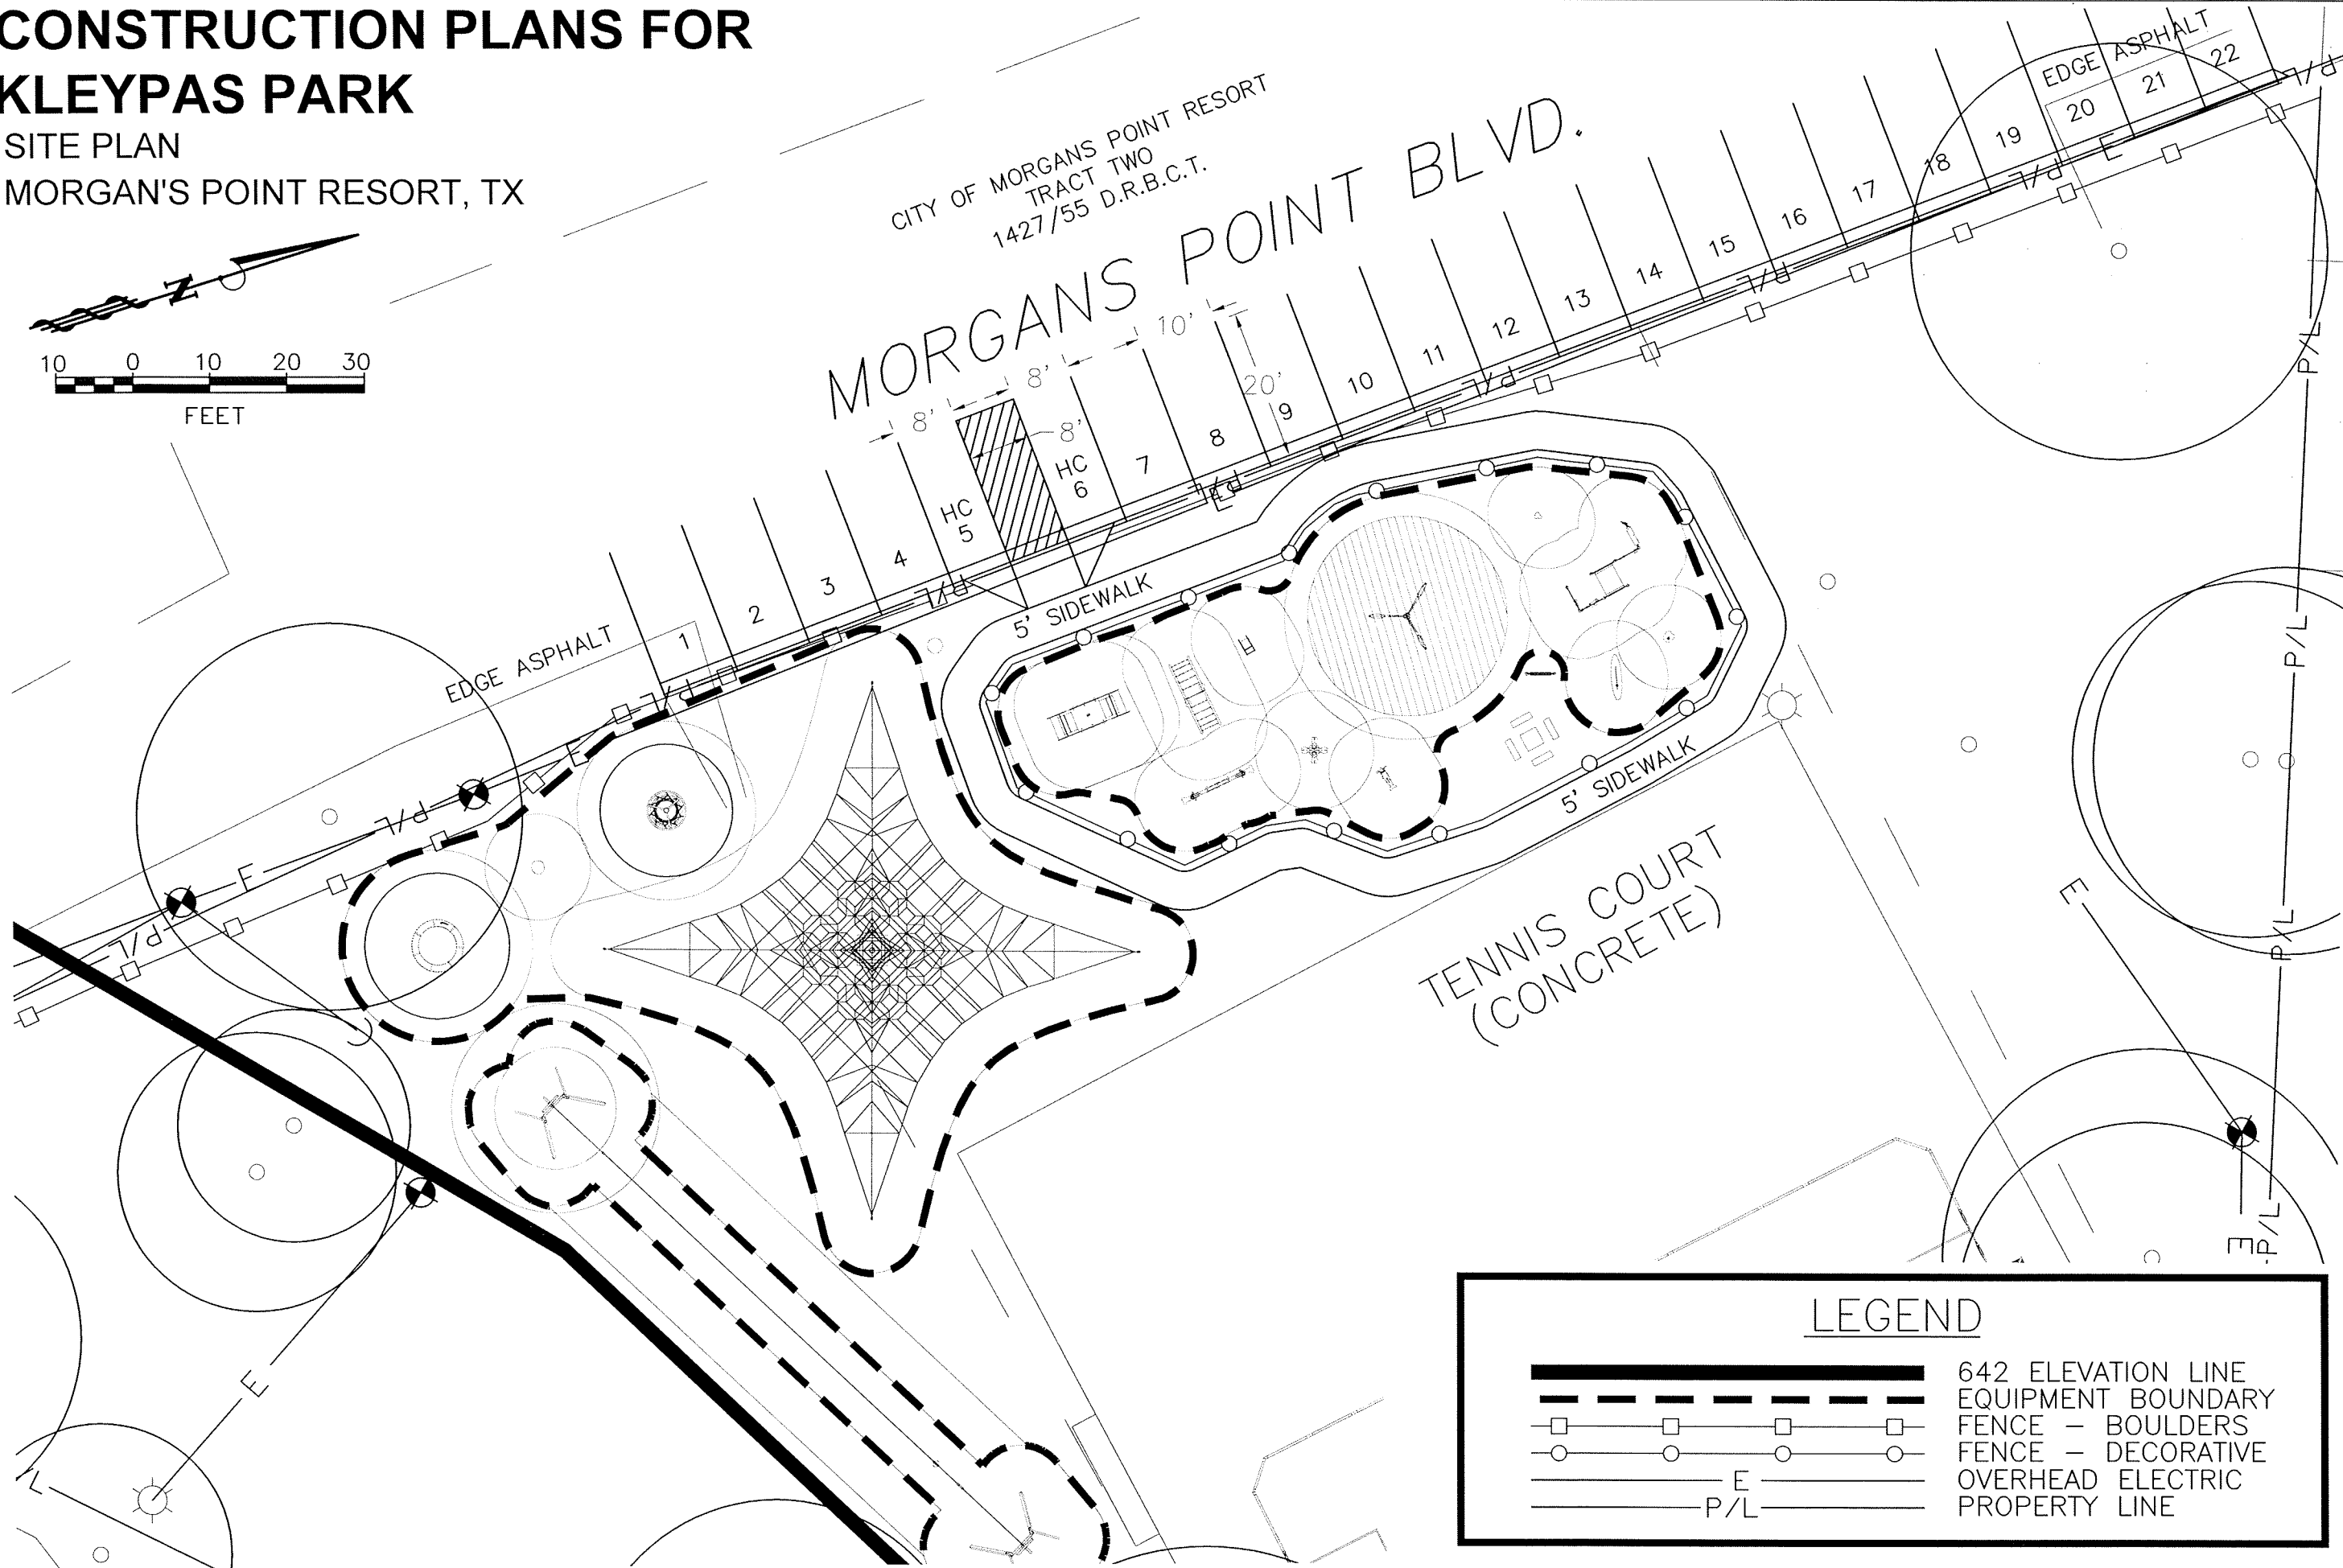 CONSTRUCTION PLANS FOR
KLEYPAS PARK
SITE PLAN
MORGAN'S POINT RESORT, TX
N
10 0 10 20 30
FEET
CITY OF MORGANS POINT RESORT
TRACT TWO
1427/55 D.R.B.C.T.
MORGANS POINT BLVD.
EDGE ASPHALT
1
2
3
4
HC
5
HC
6
7
8
9
10
11
12
13
14
15
16
17
18
19
20
21
22
EDGE ASPHALT
8'
8'
10'
8'
20'
P/L
P/L
P/L
P/L
P/L
P/L
P/L
P/L
P/L
P/L
P/L
P/L
P/L
P/L
E
E
E
E
E
E
E
5' SIDEWALK
5' SIDEWALK
TENNIS COURT
(CONCRETE)
LEGEND
642 ELEVATION LINE
EQUIPMENT BOUNDARY
FENCE – BOULDERS
FENCE – DECORATIVE
E OVERHEAD ELECTRIC
P/L PROPERTY LINE